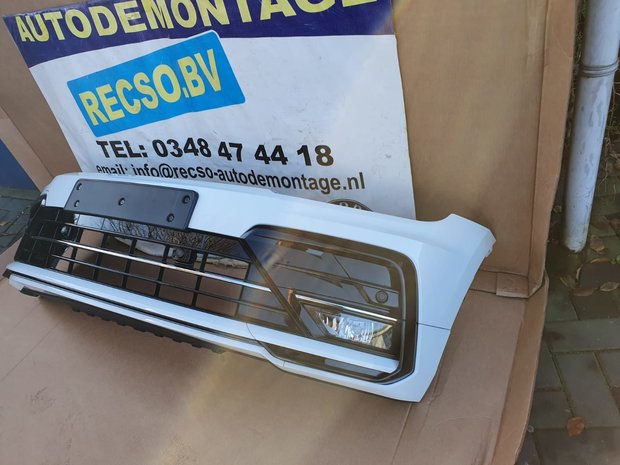 AUTODEMONTAGE
RECSO.BV
TEL: 0348 47 44 18
email: info@recso-autodemontage.nl